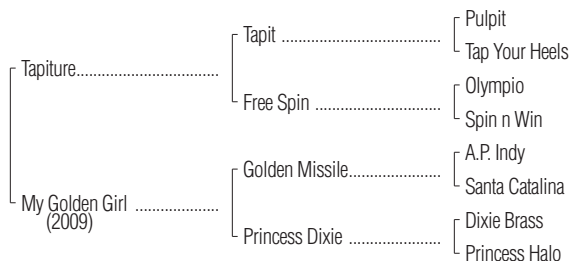 Pulpit
Tapit ........................................
Tap Your Heels
Tapiture....................................
Olympio
Free Spin ................................
Spin n Win
A.P. Indy
Golden Missile.......................
Santa Catalina
My Golden Girl .....................
(2009)
Dixie Brass
Princess Dixie .......................
Princess Halo